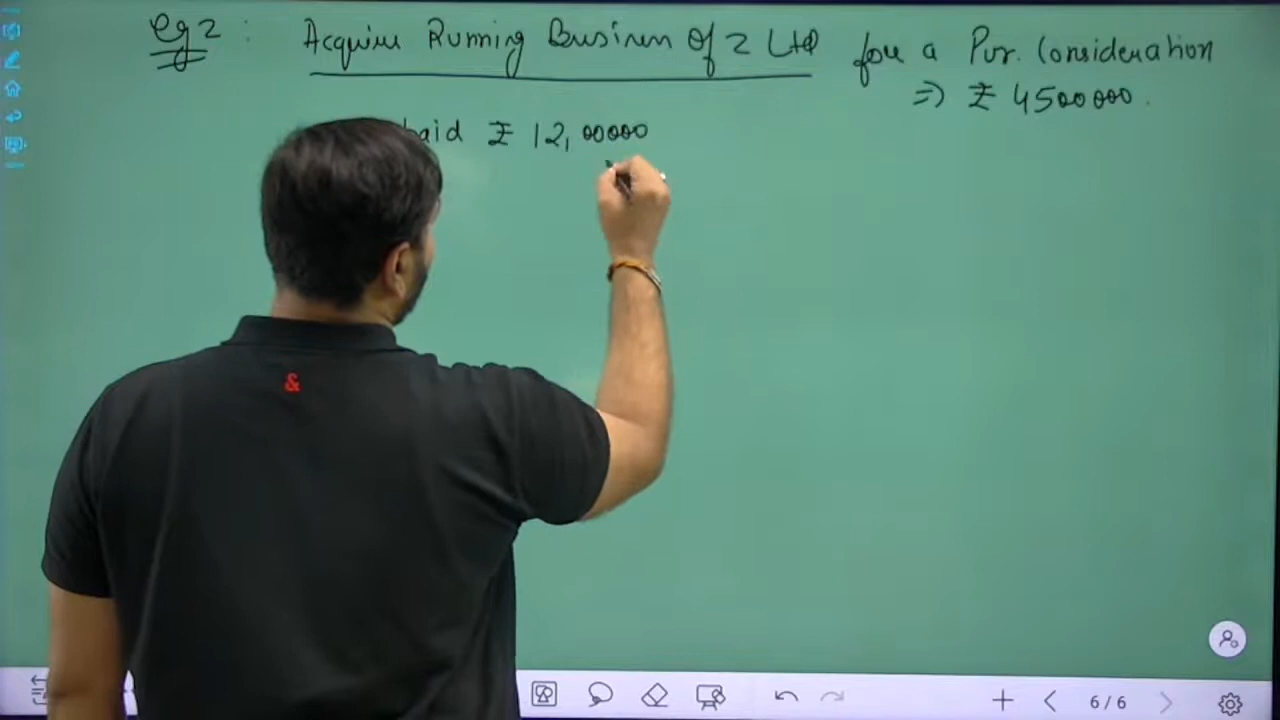 eg 2 : Acquire Running Business Of Z Ltd for a Pur. Consideration
⇒ ₹ 4500000.
paid ₹ 12,00000
&
6/6